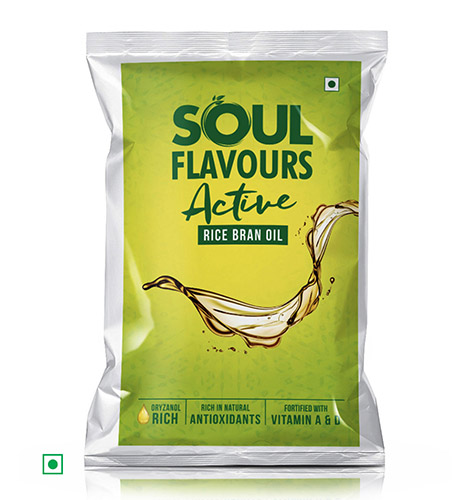 SOUL
FLAVOURS
Active
RICE BRAN OIL
ORYZANOL
RICH
RICH IN NATURAL
ANTIOXIDANTS
FORTIFIED WITH
VITAMIN A & D